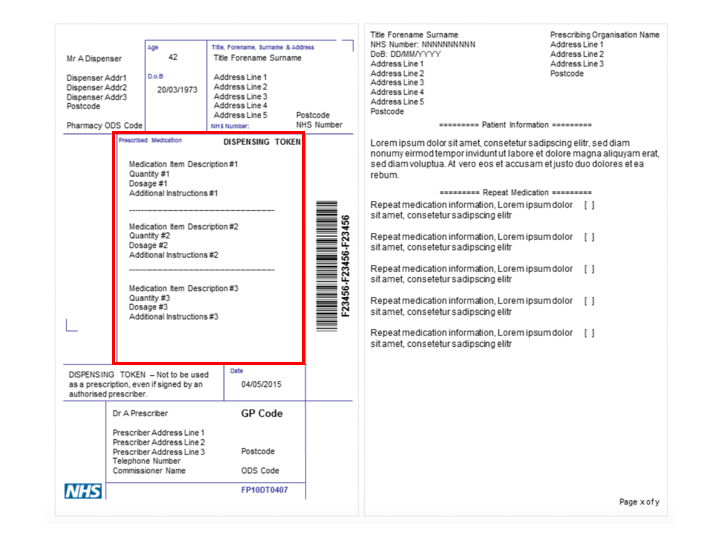 Mr A Dispenser
Dispenser Addr1
Dispenser Addr2
Dispenser Addr3
Postcode
Pharmacy ODS Code
Age
42
D.o.B
20/03/1973
Title, Forename, Surname & Address
Title Forename Surname
Address Line 1
Address Line 2
Address Line 3
Address Line 4
Address Line 5
Postcode
NHS Number:
NHS Number
Prescribed Medication
DISPENSING TOKEN
Medication Item Description #1
Quantity #1
Dosage #1
Additional Instructions #1
Medication Item Description #2
Quantity #2
Dosage #2
Additional Instructions #2
Medication Item Description #3
Quantity #3
Dosage #3
Additional Instructions #3
F23456-F23456-F23456
DISPENSING TOKEN – Not to be used
as a prescription, even if signed by an
authorised prescriber.
Date
04/05/2015
Dr A Prescriber
GP Code
Prescriber Address Line 1
Prescriber Address Line 2
Prescriber Address Line 3
Postcode
Telephone Number
Commissioner Name
ODS Code
NHS
FP10DT0407
Title Forename Surname
NHS Number: NNNNNNNNNN
DoB: DD/MM/YYYY
Address Line 1
Address Line 2
Address Line 3
Address Line 4
Address Line 5
Postcode
Prescribing Organisation Name
Address Line 1
Address Line 2
Address Line 3
Postcode
========= Patient Information =========
Lorem ipsum dolor sit amet, consetetur sadipscing elitr, sed diam
nonumy eirmod tempor invidunt ut labore et dolore magna aliquyam erat,
sed diam voluptua. At vero eos et accusam et justo duo dolores et ea
rebum.
========= Repeat Medication =========
Repeat medication information, Lorem ipsum dolor [ ]
sit amet, consetetur sadipscing elitr
Repeat medication information, Lorem ipsum dolor [ ]
sit amet, consetetur sadipscing elitr
Repeat medication information, Lorem ipsum dolor [ ]
sit amet, consetetur sadipscing elitr
Repeat medication information, Lorem ipsum dolor [ ]
sit amet, consetetur sadipscing elitr
Repeat medication information, Lorem ipsum dolor [ ]
sit amet, consetetur sadipscing elitr
Page x of y